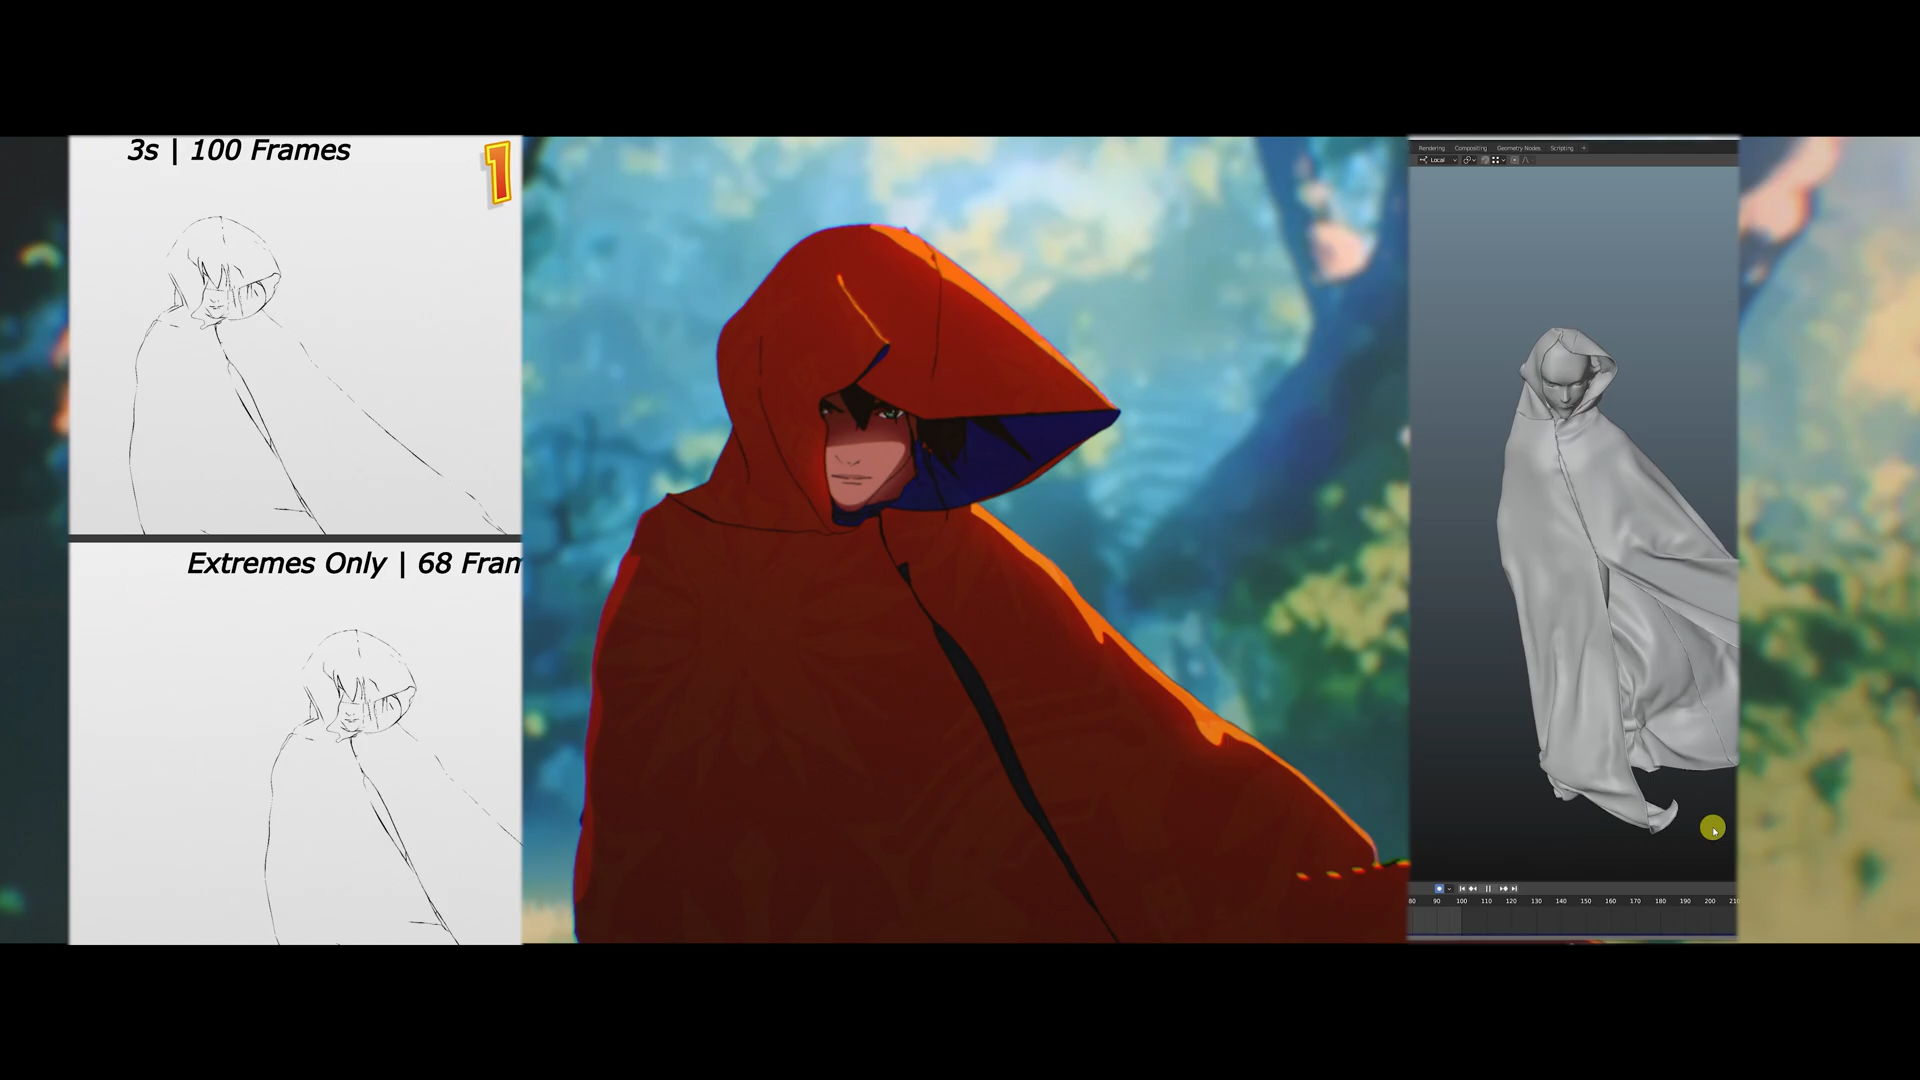 3s | 100 Frames
1
Extremes Only | 68 Fram
Rendering Compositing Geometry Nodes Scripting +
Local
80 90 100 110 120 130 140 150 160 170 180 190 200 210